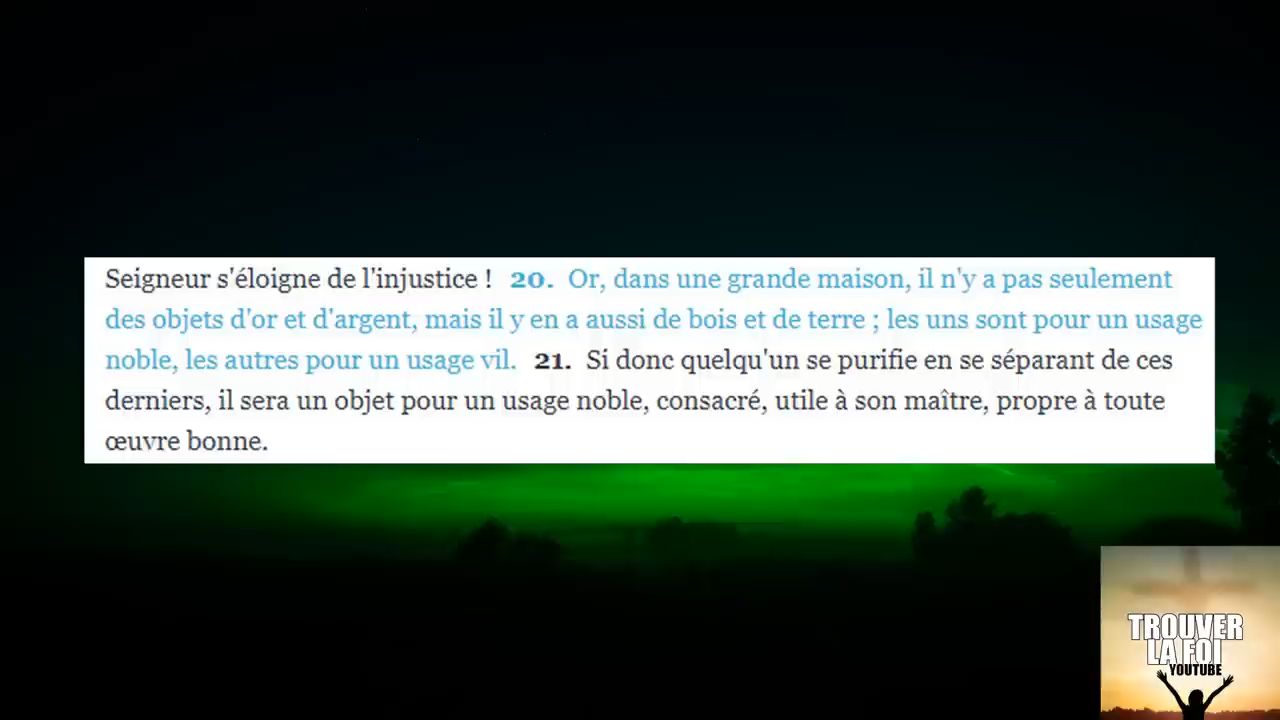 Seigneur s'éloigne de l'injustice ! 20. Or, dans une grande maison, il n'y a pas seulement
des objets d'or et d'argent, mais il y en a aussi de bois et de terre ; les uns sont pour un usage
noble, les autres pour un usage vil. 21. Si donc quelqu'un se purifie en se séparant de ces
derniers, il sera un objet pour un usage noble, consacré, utile à son maître, propre à toute
œuvre bonne.
TROUVER
LA FOI
YOUTUBE